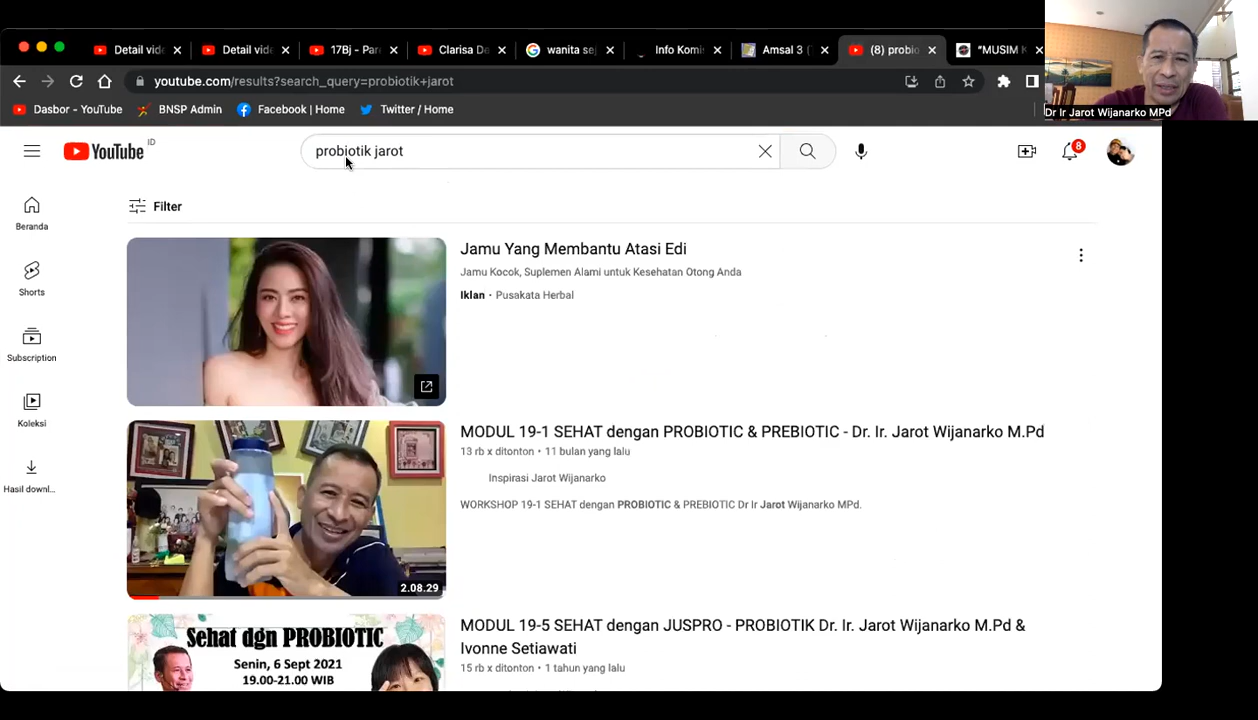 Detail vide
Detail vide
17Bj - Par
Clarisa De
wanita sej
Info Komis
Amsal 3 (
(8) probio
*MUSIM K
youtube.com/results?search_query=probiotik+jarot
Dasbor - YouTube
BNSP Admin
Facebook | Home
Twitter / Home
Dr Ir Jarot Wijanarko MPd
YouTube ID
probiotik jarot
8
Beranda
Shorts
Subscription
Koleksi
Hasil downl...
Filter
Jamu Yang Membantu Atasi Edi
Jamu Kocok, Suplemen Alami untuk Kesehatan Otong Anda
Iklan · Pusakata Herbal
MODUL 19-1 SEHAT dengan PROBIOTIC & PREBIOTIC - Dr. Ir. Jarot Wijanarko M.Pd
13 rb x ditonton · 11 bulan yang lalu
Inspirasi Jarot Wijanarko
WORKSHOP 19-1 SEHAT dengan PROBIOTIC & PREBIOTIC Dr Ir Jarot Wijanarko MPd.
2.08.29
Sehat dgn PROBIOTIC
Senin, 6 Sept 2021
19.00-21.00 WIB
MODUL 19-5 SEHAT dengan JUSPRO - PROBIOTIK Dr. Ir. Jarot Wijanarko M.Pd &
Ivonne Setiawati
15 rb x ditonton · 1 tahun yang lalu